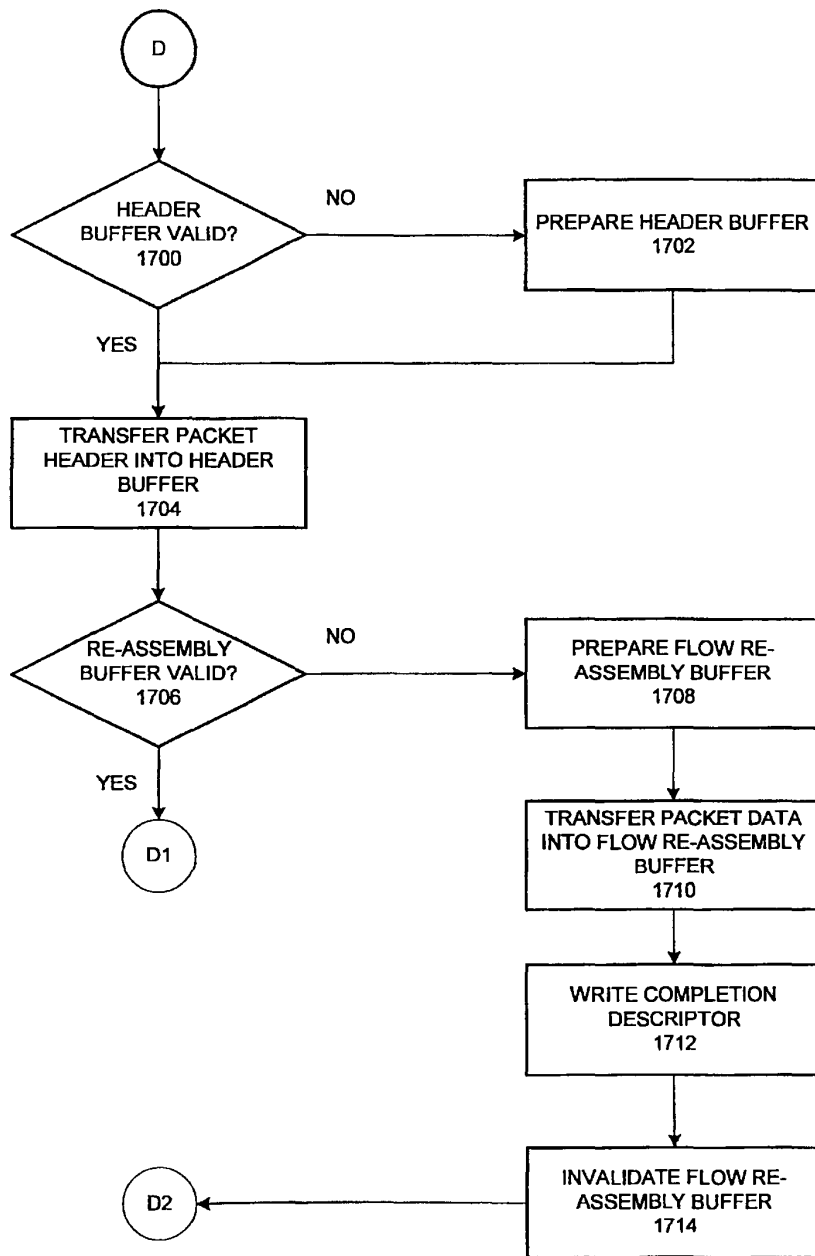 D
HEADER
BUFFER VALID?
1700
NO
PREPARE HEADER BUFFER
1702
YES
TRANSFER PACKET
HEADER INTO HEADER
BUFFER
1704
RE-ASSEMBLY
BUFFER VALID?
1706
NO
PREPARE FLOW RE-
ASSEMBLY BUFFER
1708
YES
D1
TRANSFER PACKET DATA
INTO FLOW RE-ASSEMBLY
BUFFER
1710
WRITE COMPLETION
DESCRIPTOR
1712
D2
INVALIDATE FLOW RE-
ASSEMBLY BUFFER
1714